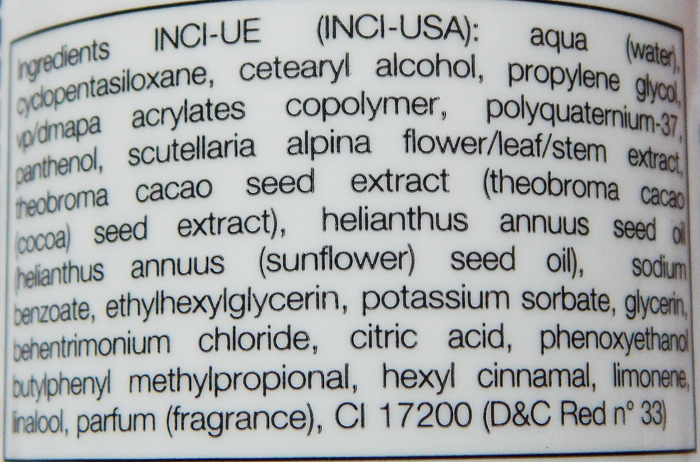 Ingredients INCI-UE (INCI-USA): aqua (water),
cyclopentasiloxane, cetearyl alcohol, propylene glycol,
vp/dmapa acrylates copolymer, polyquaternium-37,
panthenol, scutellaria alpina flower/leaf/stem extract,
theobroma cacao seed extract (theobroma cacao
(cocoa) seed extract), helianthus annuus seed oil
(helianthus annuus (sunflower) seed oil), sodium
benzoate, ethylhexylglycerin, potassium sorbate, glycerin,
behentrimonium chloride, citric acid, phenoxyethanol
butylphenyl methylpropional, hexyl cinnamal, limonene,
linalool, parfum (fragrance), CI 17200 (D&C Red n° 33)